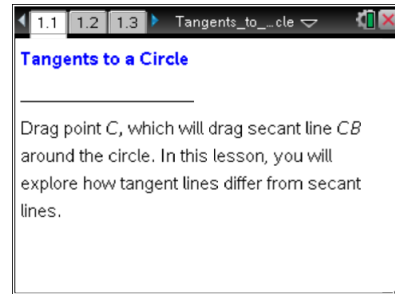 1.1 1.2 1.3 Tangents_to_...cle
Tangents to a Circle
Drag point C, which will drag secant line CB
around the circle. In this lesson, you will
explore how tangent lines differ from secant
lines.